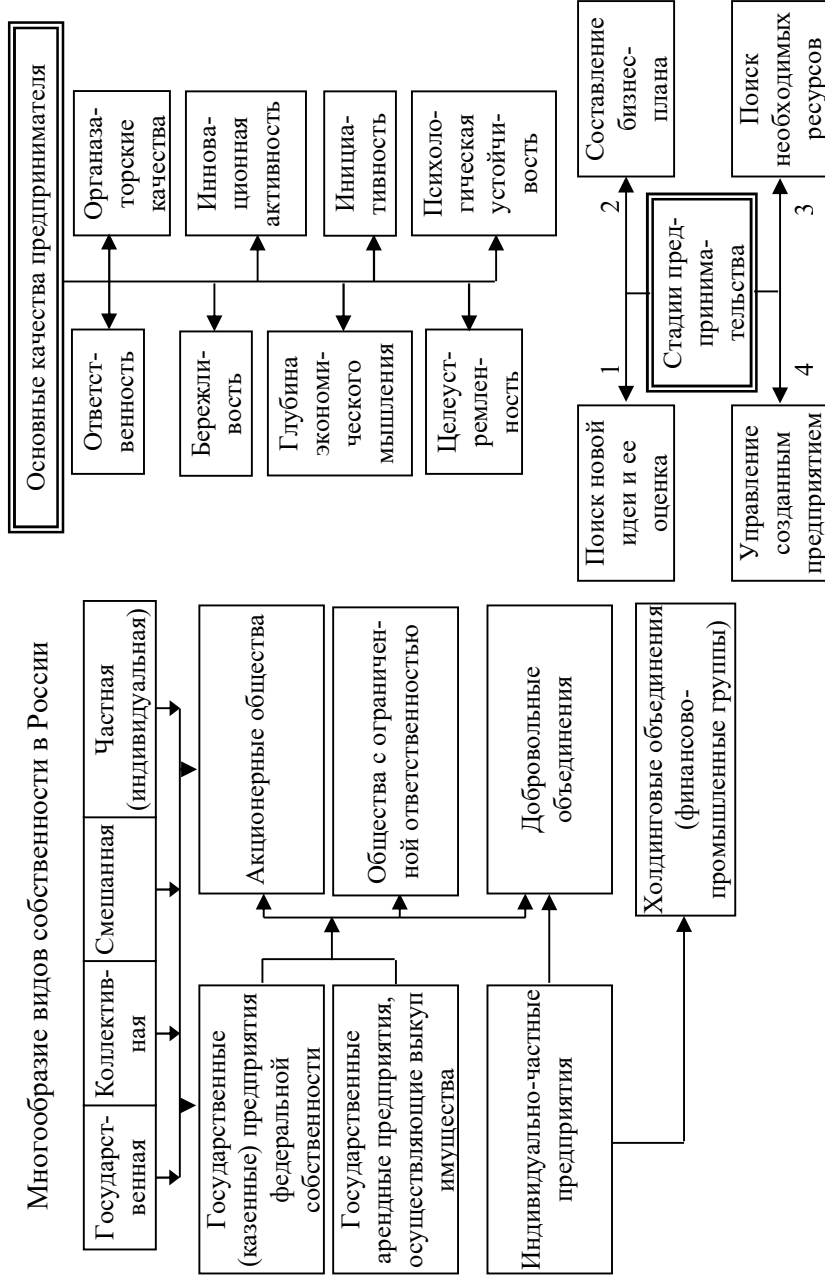 Многообразие видов собственности в России
Государст-
венная
Коллектив-
ная
Смешанная
Частная
(индивидуальная)
Государственные
(казенные) предприятия
федеральной
собственности
Акционерные общества
Государственные
арендные предприятия,
осуществляющие выкуп
имущества
Общества с ограничен-
ной ответственностью
Индивидуально-частные
предприятия
Добровольные
объединения
Холдинговые объединения
(финансово-
промышленные группы)
Основные качества предпринимателя
Ответст-
венность
Органаза-
торские
качества
Бережли-
вость
Иннова-
ционная
активность
Глубина
экономи-
ческого
мышления
Инициа-
тивность
Целеуст-
ремлен-
ность
Психоло-
гическая
устойчи-
вость
Поиск новой
идеи и ее
оценка
1
2
Составление
бизнес-
плана
Стадии пред-
принима-
тельства
Управление
созданным
предприятием
4
3
Поиск
необходимых
ресурсов